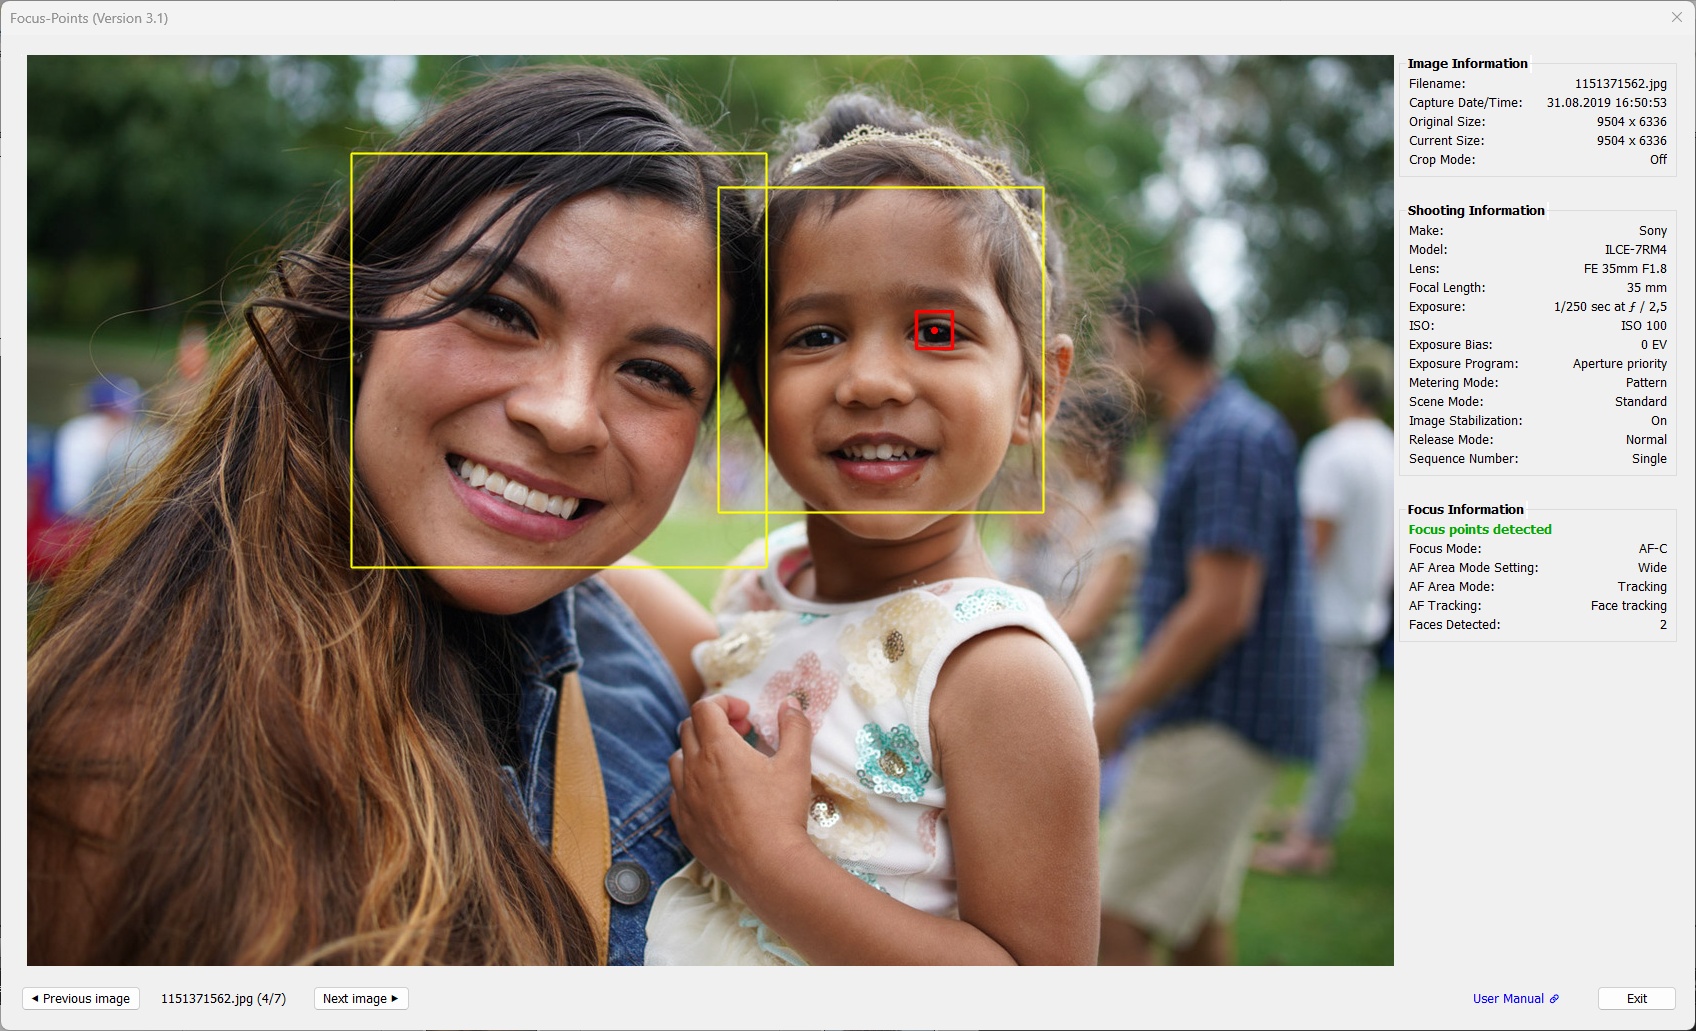 Focus-Points (Version 3.1)
Image Information
Filename: 1151371562.jpg
Capture Date/Time: 31.08.2019 16:50:53
Original Size: 9504 x 6336
Current Size: 9504 x 6336
Crop Mode: Off
Shooting Information
Make: Sony
Model: ILCE-7RM4
Lens: FE 35mm F1.8
Focal Length: 35 mm
Exposure: 1/250 sec at ƒ / 2,5
ISO: ISO 100
Exposure Bias: 0 EV
Exposure Program: Aperture priority
Metering Mode: Pattern
Scene Mode: Standard
Image Stabilization: On
Release Mode: Normal
Sequence Number: Single
Focus Information
Focus points detected
Focus Mode: AF-C
AF Area Mode Setting: Wide
AF Area Mode: Tracking
AF Tracking: Face tracking
Faces Detected: 2
Previous image 1151371562.jpg (4/7) Next image User Manual Exit